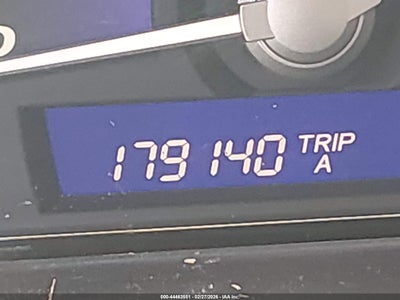 179140 TRIP
A
000-44463551 - 02/27/2026 - IAA Inc.